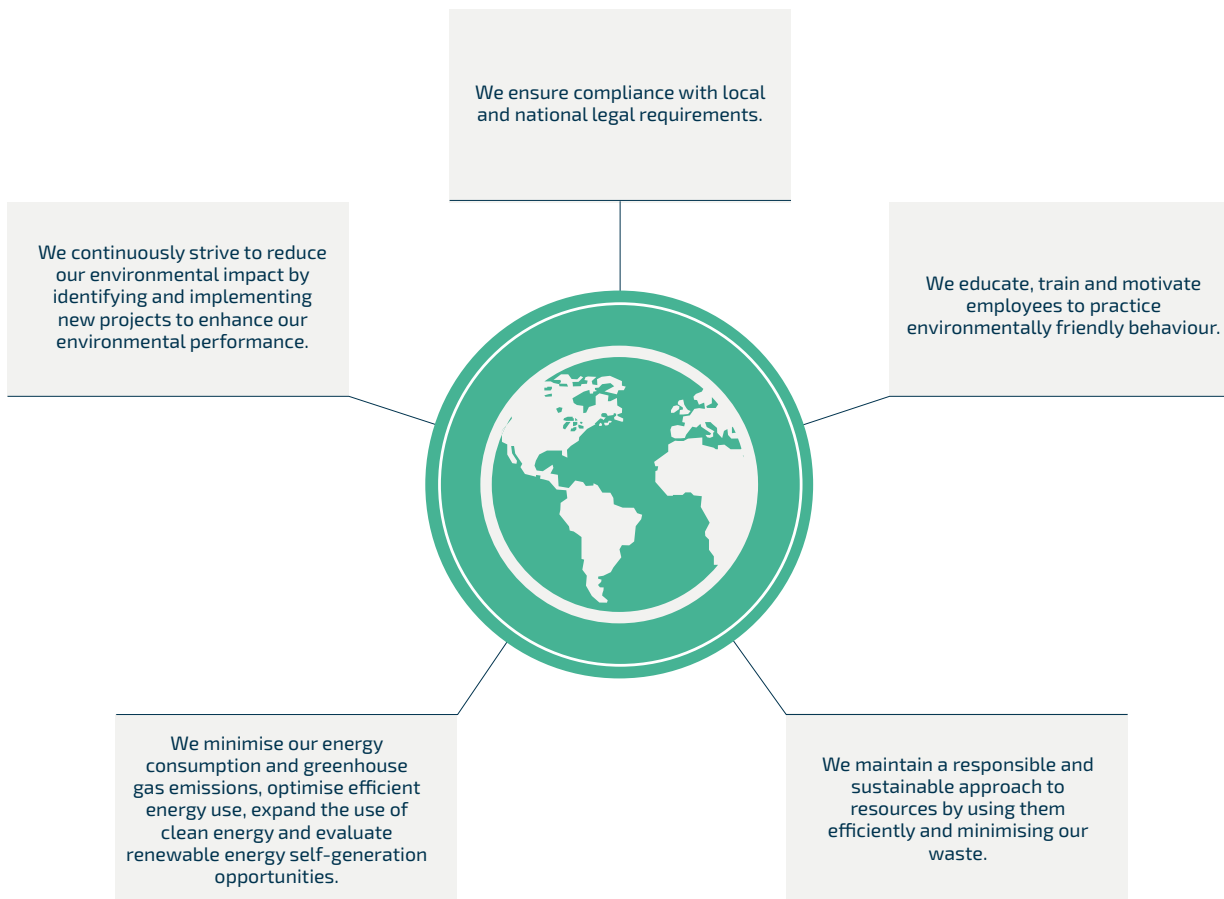 We ensure compliance with local
and national legal requirements.
We continuously strive to reduce
our environmental impact by
identifying and implementing
new projects to enhance our
environmental performance.
We educate, train and motivate
employees to practice
environmentally friendly behaviour.
We minimise our energy
consumption and greenhouse
gas emissions, optimise efficient
energy use, expand the use of
clean energy and evaluate
renewable energy self-generation
opportunities.
We maintain a responsible and
sustainable approach to
resources by using them
efficiently and minimising our
waste.